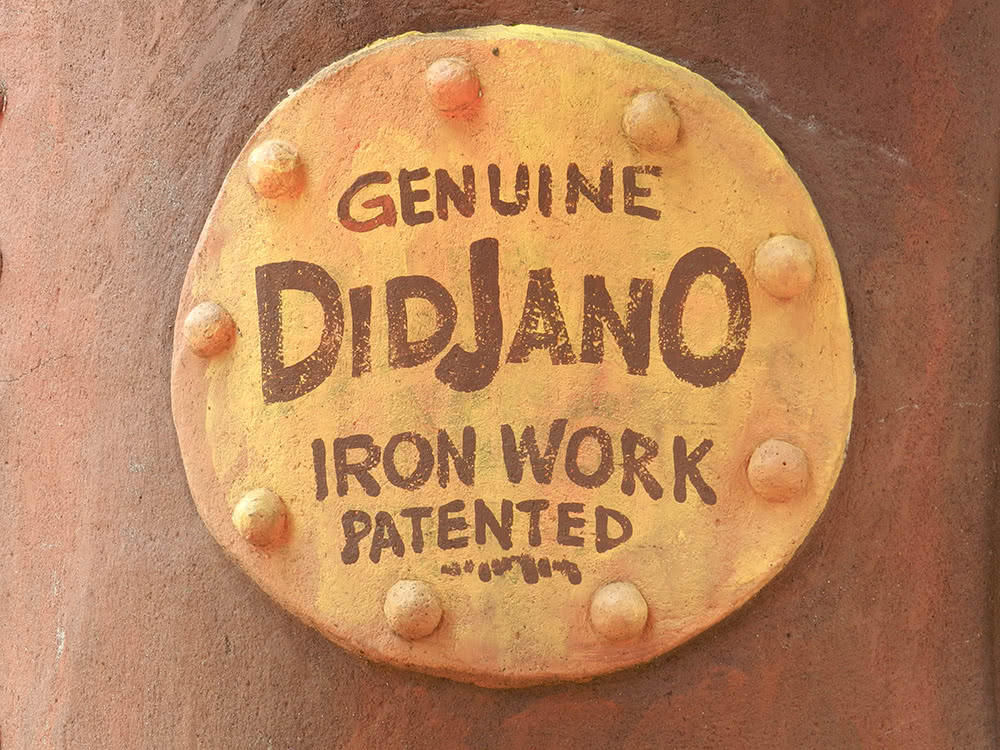 GENUINE
DIDJANO
IRON WORK
PATENTED